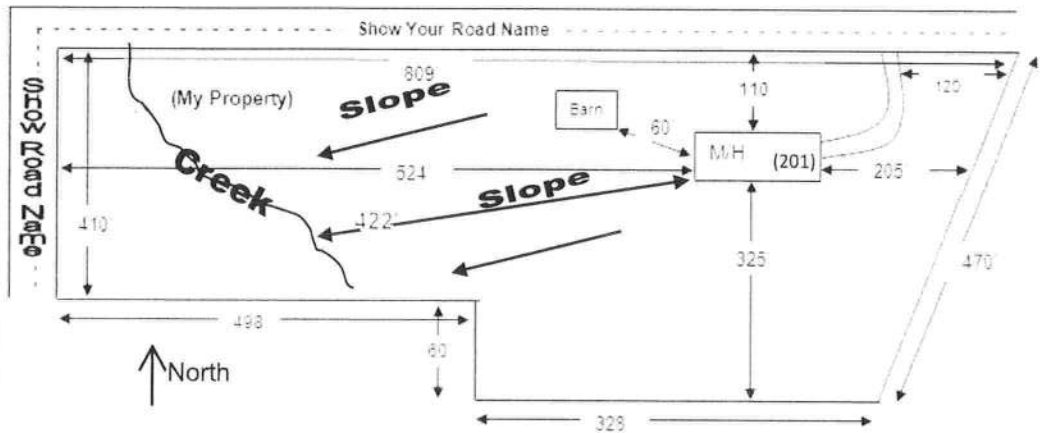 Show Your Road Name
Show Road Name
809
(My Property)
Slope
Barn
110
120
60'
M/H
(201)
524
205
Creek
Slope
422'
410'
325
470'
498
60
North
328